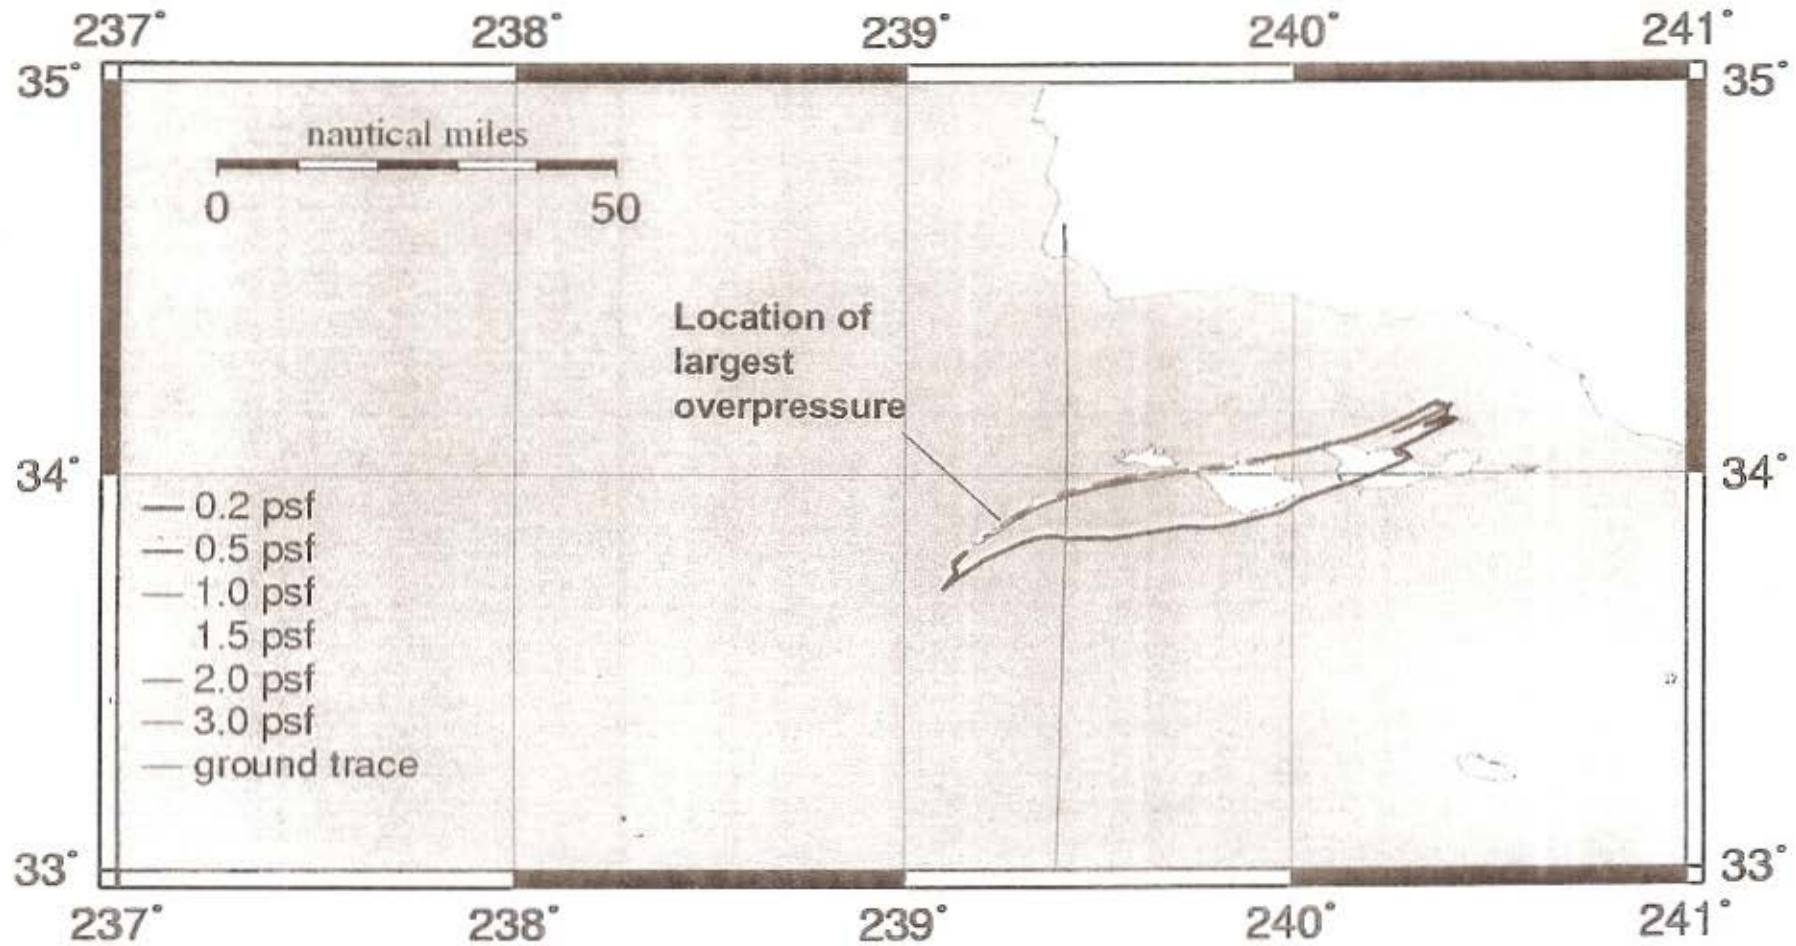 237° 238° 239° 240° 241°
35° 35°
nautical miles
0 50
Location of
largest
overpressure
34° 34°
0.2 psf
0.5 psf
1.0 psf
1.5 psf
2.0 psf
3.0 psf
ground trace
33° 33°
237° 238° 239° 240° 241°